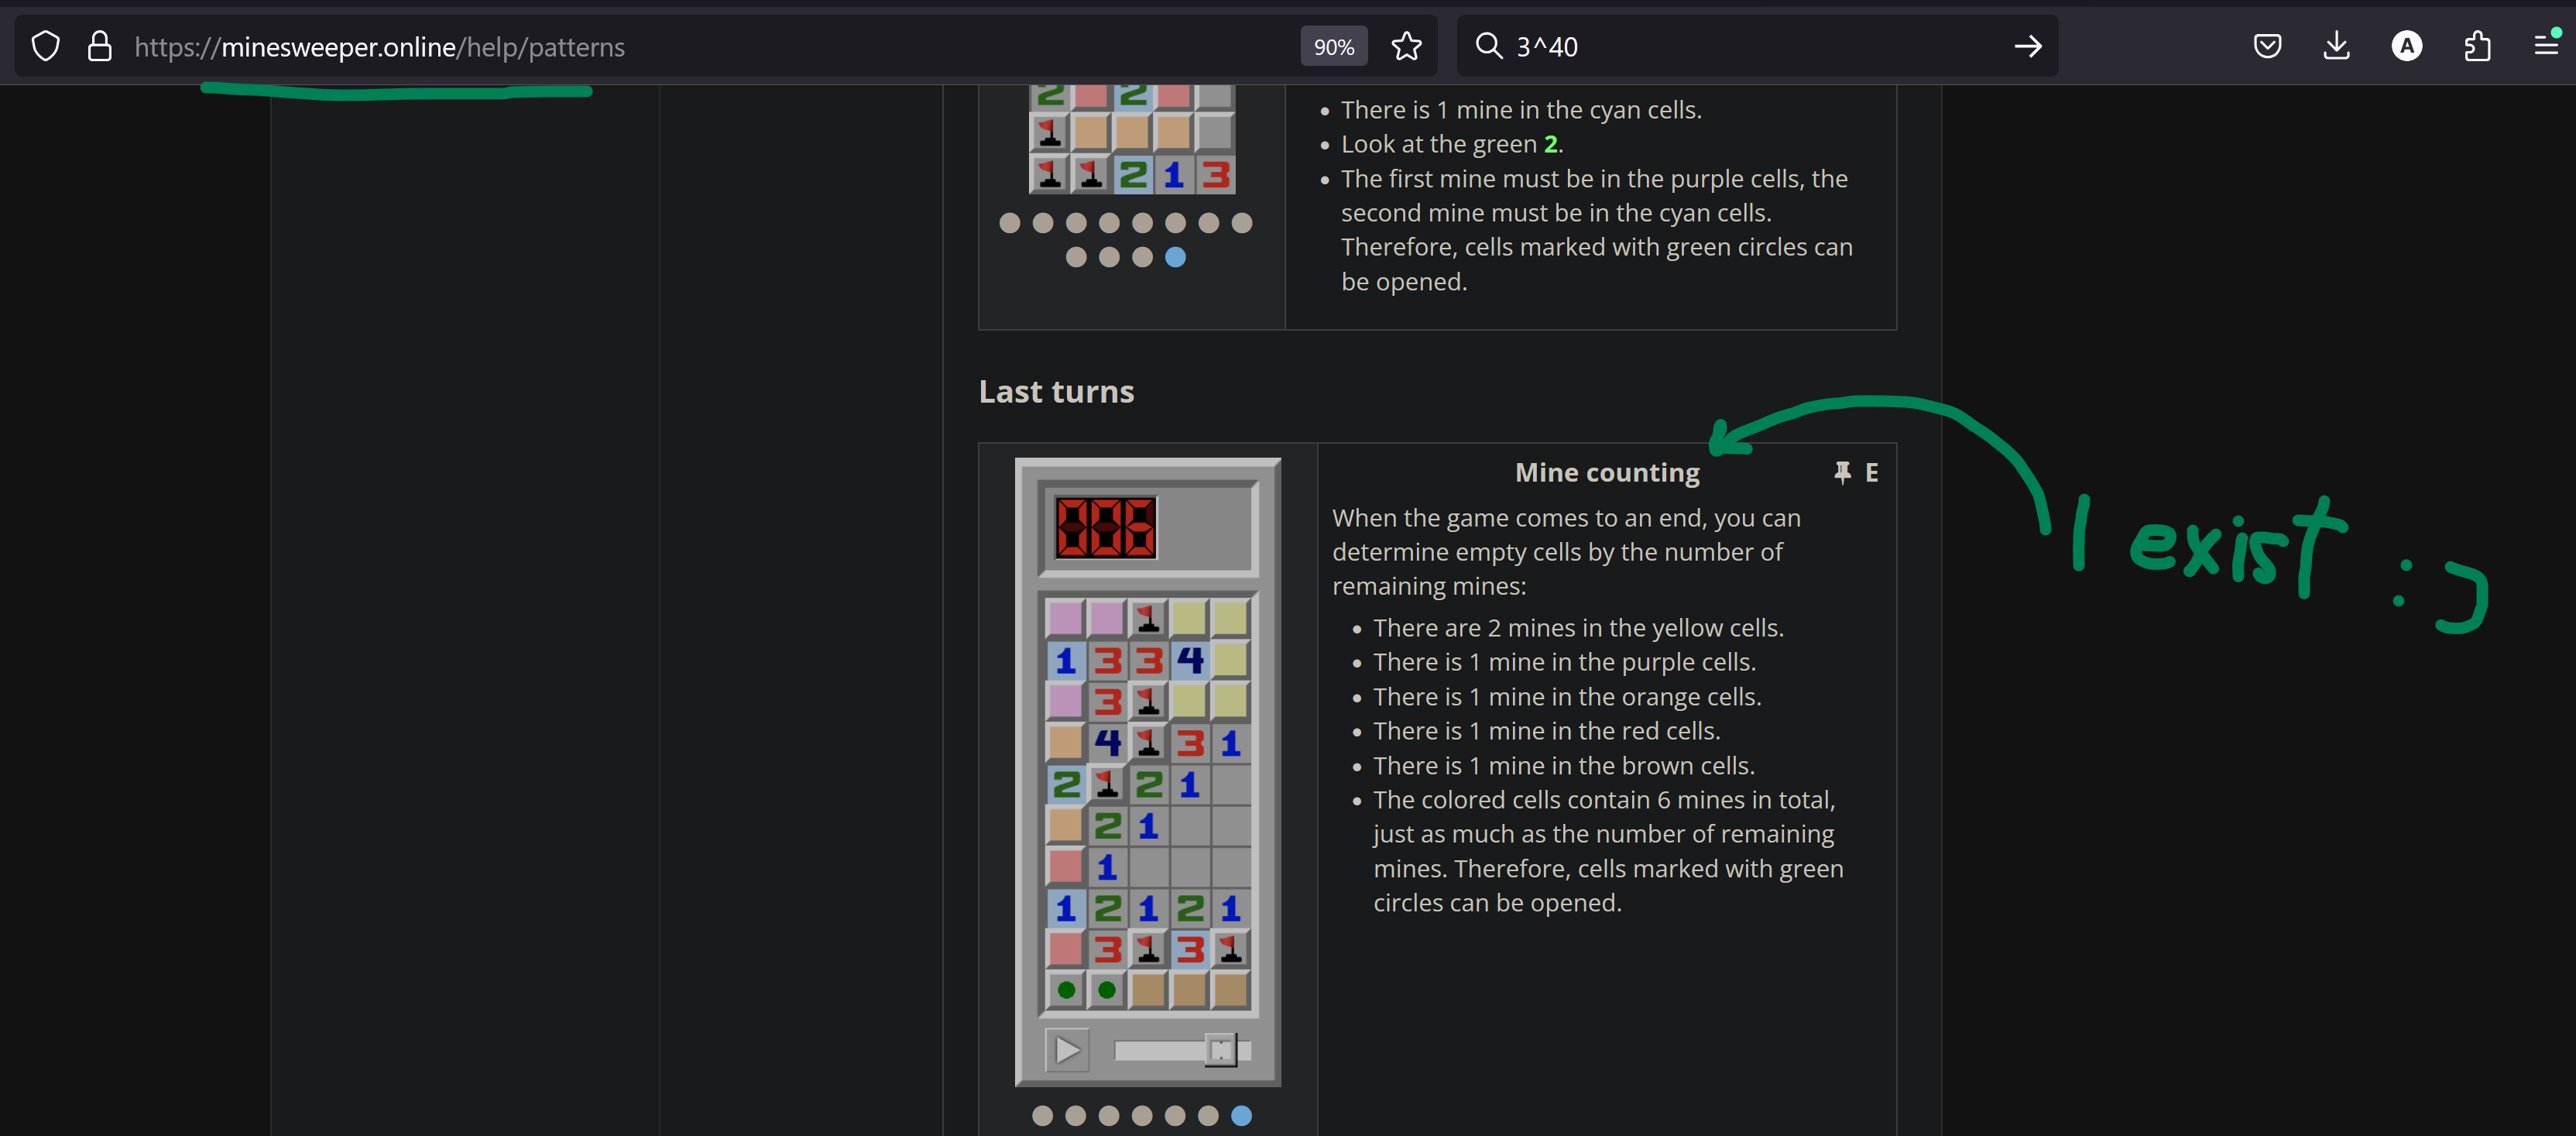 https://minesweeper.online/help/patterns
90%
3^40
A
2 2
2 1 3
There is 1 mine in the cyan cells.
Look at the green 2.
The first mine must be in the purple cells, the
second mine must be in the cyan cells.
Therefore, cells marked with green circles can
be opened.
Last turns
006
1 3 3 4
3
4 3 1
2 2 1
2 1
1
1 2 1 2 1
3 3
Mine counting
E
When the game comes to an end, you can
determine empty cells by the number of
remaining mines:
There are 2 mines in the yellow cells.
There is 1 mine in the purple cells.
There is 1 mine in the orange cells.
There is 1 mine in the red cells.
There is 1 mine in the brown cells.
The colored cells contain 6 mines in total,
just as much as the number of remaining
mines. Therefore, cells marked with green
circles can be opened.
I exist :)